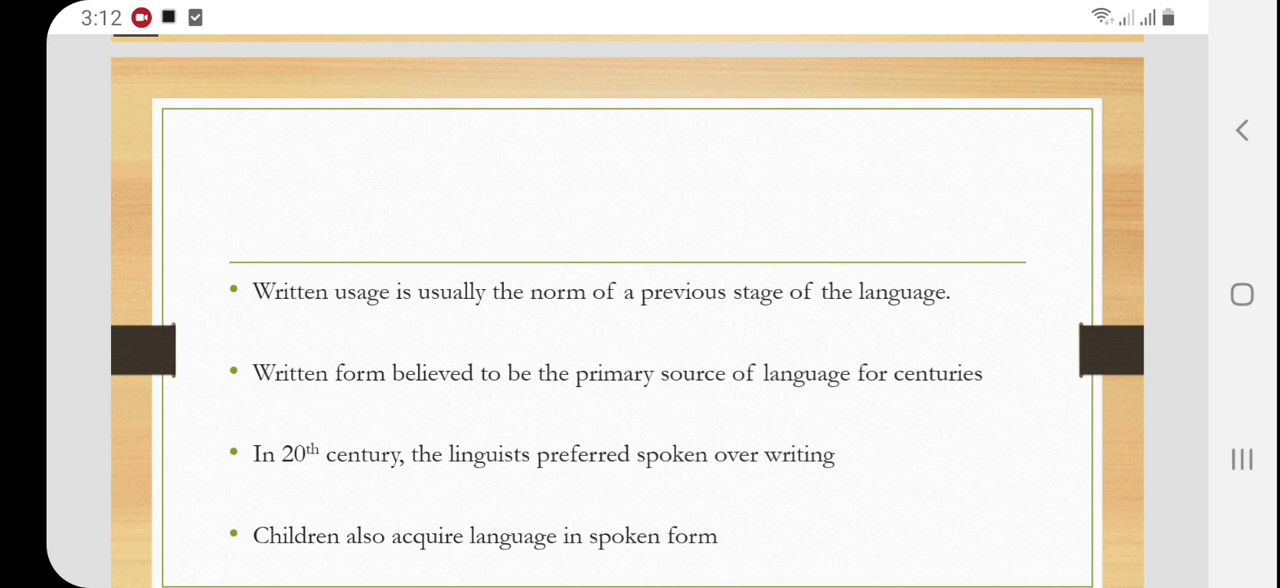 3:12
Written usage is usually the norm of a previous stage of the language.
Written form believed to be the primary source of language for centuries
In 20th century, the linguists preferred spoken over writing
Children also acquire language in spoken form